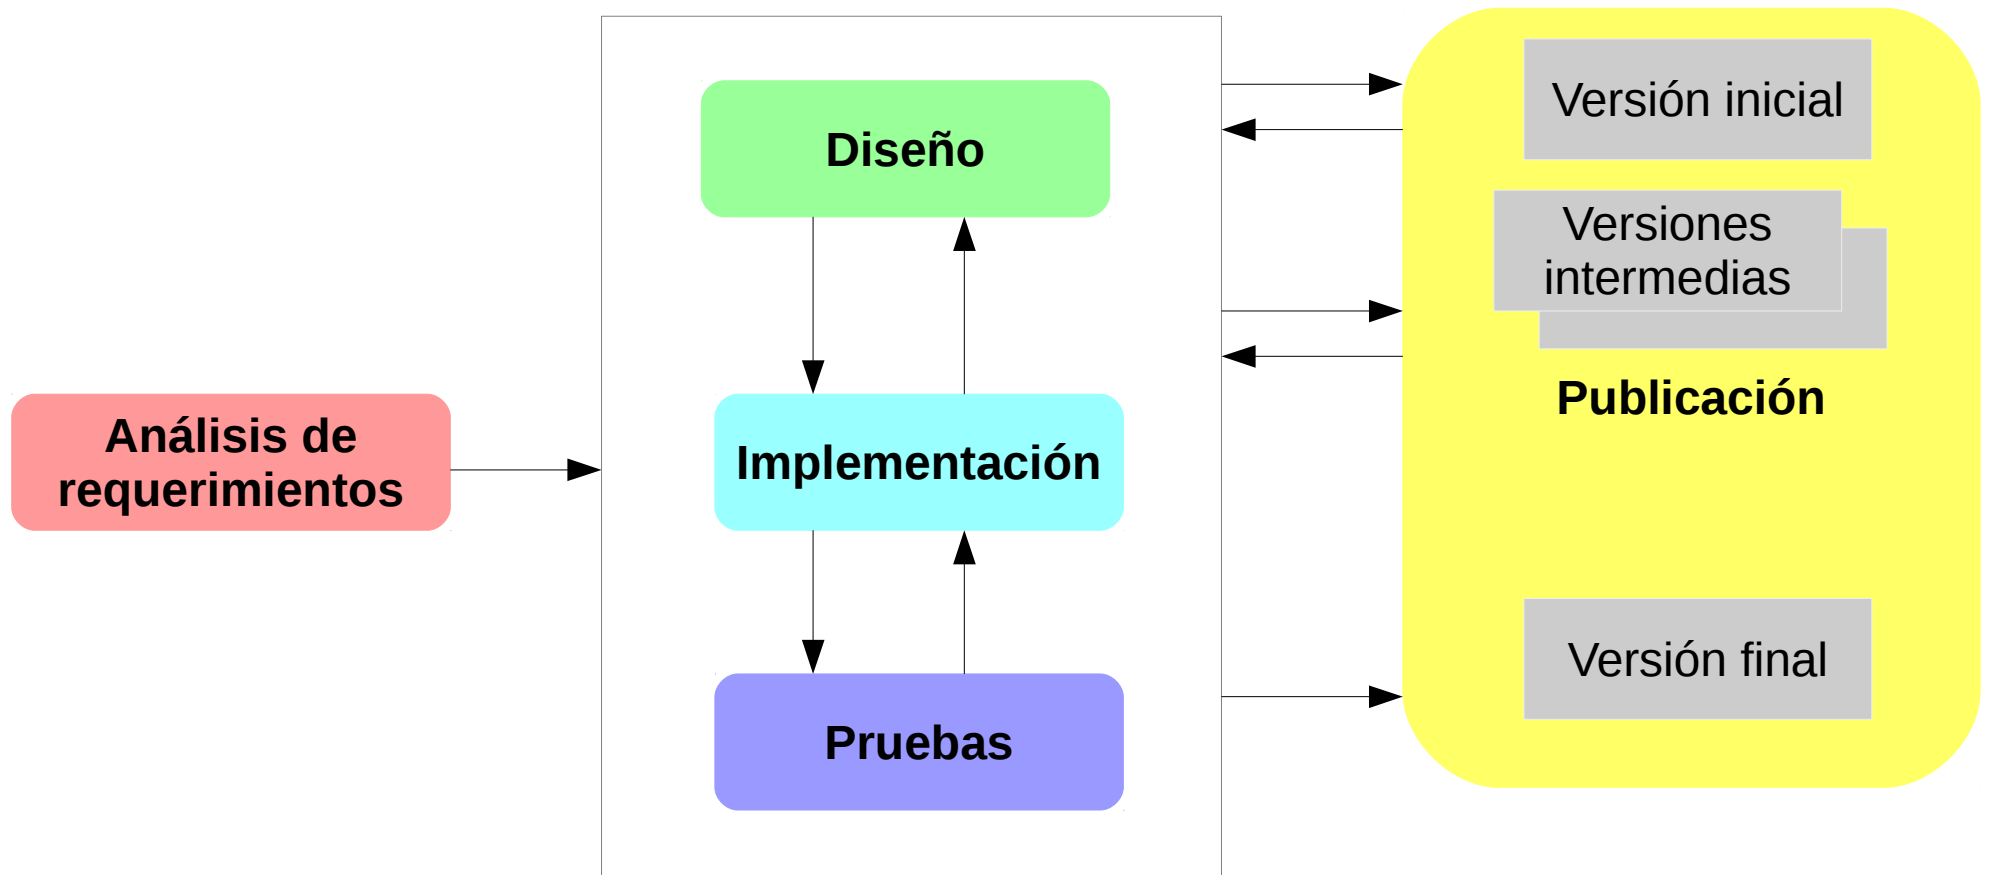 Análisis de
requerimientos
Diseño
Implementación
Pruebas
Versión inicial
Versiones
intermedias
Publicación
Versión final